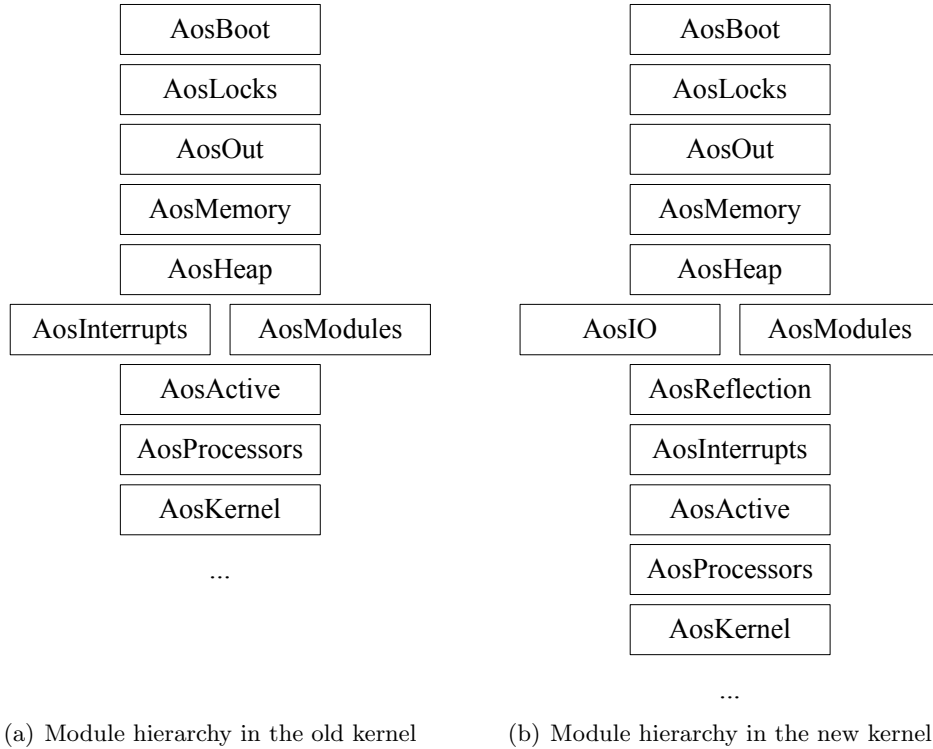 AosBoot
AosLocks
AosOut
AosMemory
AosHeap
AosInterrupts AosModules
AosActive
AosProcessors
AosKernel
...
(a) Module hierarchy in the old kernel
AosBoot
AosLocks
AosOut
AosMemory
AosHeap
AosIO AosModules
AosReflection
AosInterrupts
AosActive
AosProcessors
AosKernel
...
(b) Module hierarchy in the new kernel